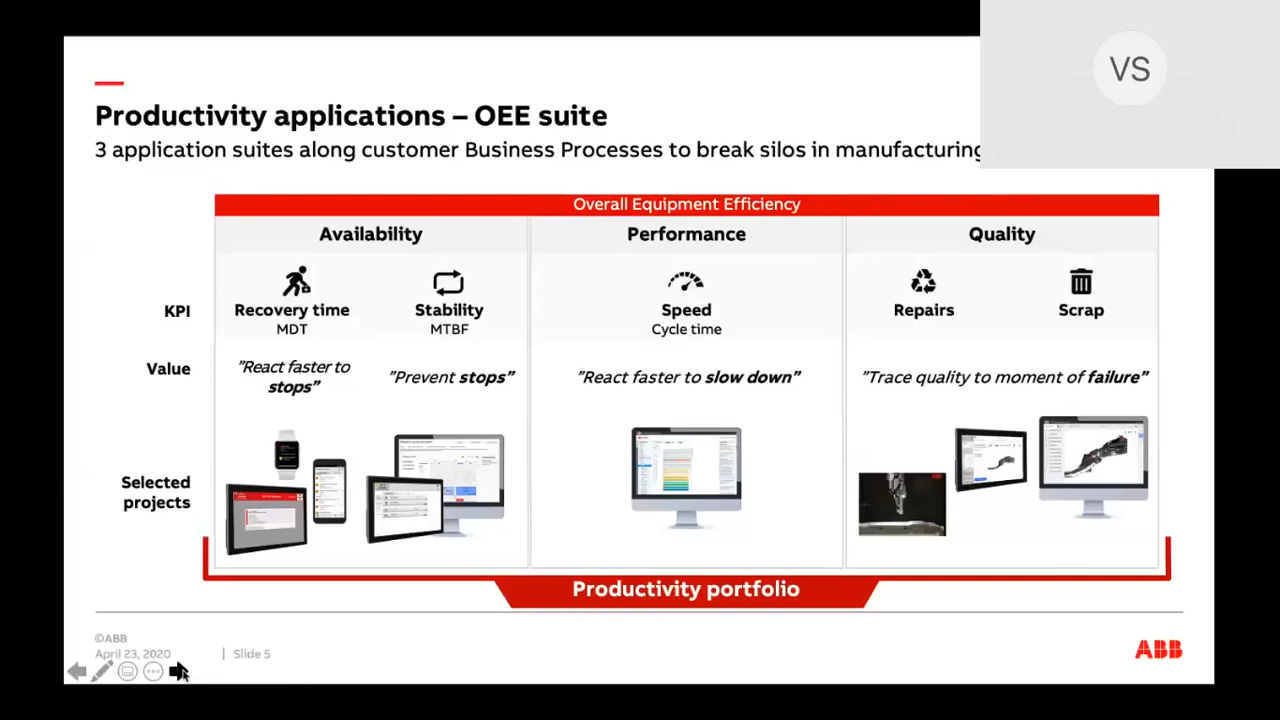 VS
Productivity applications – OEE suite
3 application suites along customer Business Processes to break silos in manufacturing
Overall Equipment Efficiency
Availability
Performance
Quality
KPI
Recovery time
MDT
Stability
MTBF
Speed
Cycle time
Repairs
Scrap
Value
”React faster to
stops”
”Prevent stops”
”React faster to slow down”
”Trace quality to moment of failure”
Selected
projects
Productivity portfolio
©ABB
April 23, 2020
| Slide 5
ABB